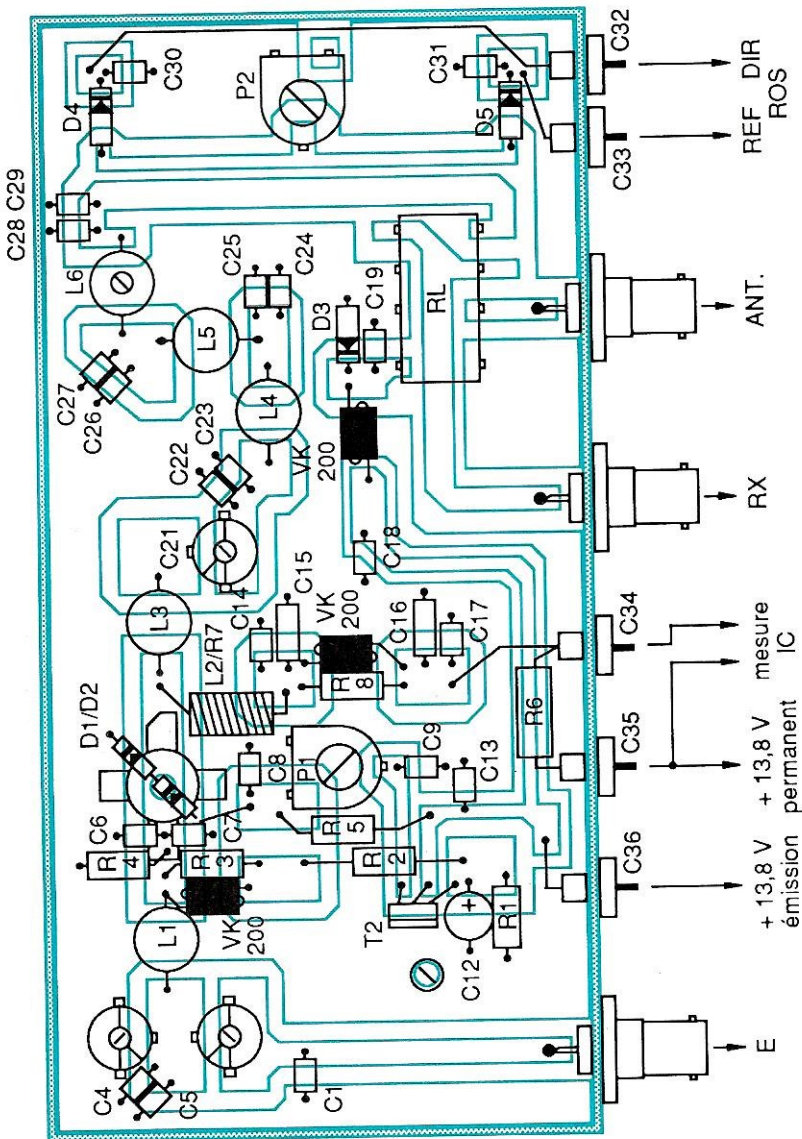 C32
C30
C31
DIR
P2
D4
D5
ROS
REF
C33
C28 C29
L6
C25
C24
L5
D3
C19
RL
ANT.
C27
C26
L4
C23
C22
VK
200
RX
C21
C18
C14
C15
L3
VK
200
C16
C17
C34
mesure
IC
L2/R7
R
8
D1/D2
R6
C35
+ 13,8 V
permanent
C9
P1
C8
C13
C6
C7
R
5
R
4
R
3
R
2
C36
+ 13,8 V
émission
L1
VK
200
T2
+
R1
C12
C4
C5
C1
E